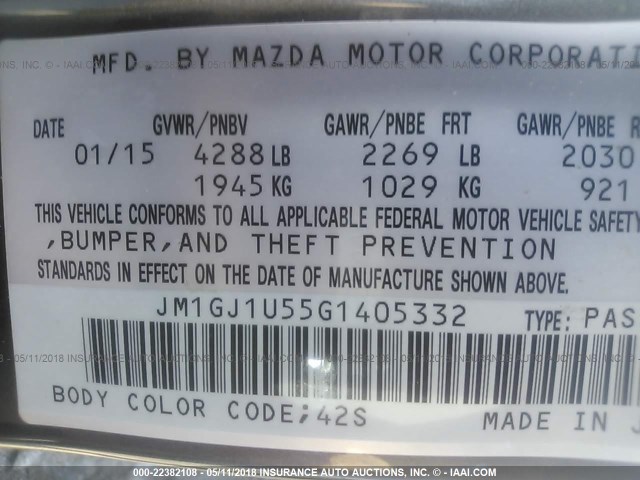 MFD. BY MAZDA MOTOR CORPORATI
DATE GVWR/PNBV GAWR/PNBE FRT GAWR/PNBE R
01/15 4288 LB 2269 LB 2030
1945 KG 1029 KG 921
THIS VEHICLE CONFORMS TO ALL APPLICABLE FEDERAL MOTOR VEHICLE SAFETY
,BUMPER,AND THEFT PREVENTION
STANDARDS IN EFFECT ON THE DATE OF MANUFACTURE SHOWN ABOVE.
JM1GJ1U55G1405332 TYPE: PAS
BODY COLOR CODE;42S MADE IN J
000-22382108 - 05/11/2018 INSURANCE AUTO AUCTIONS, INC. - © IAAI.COM